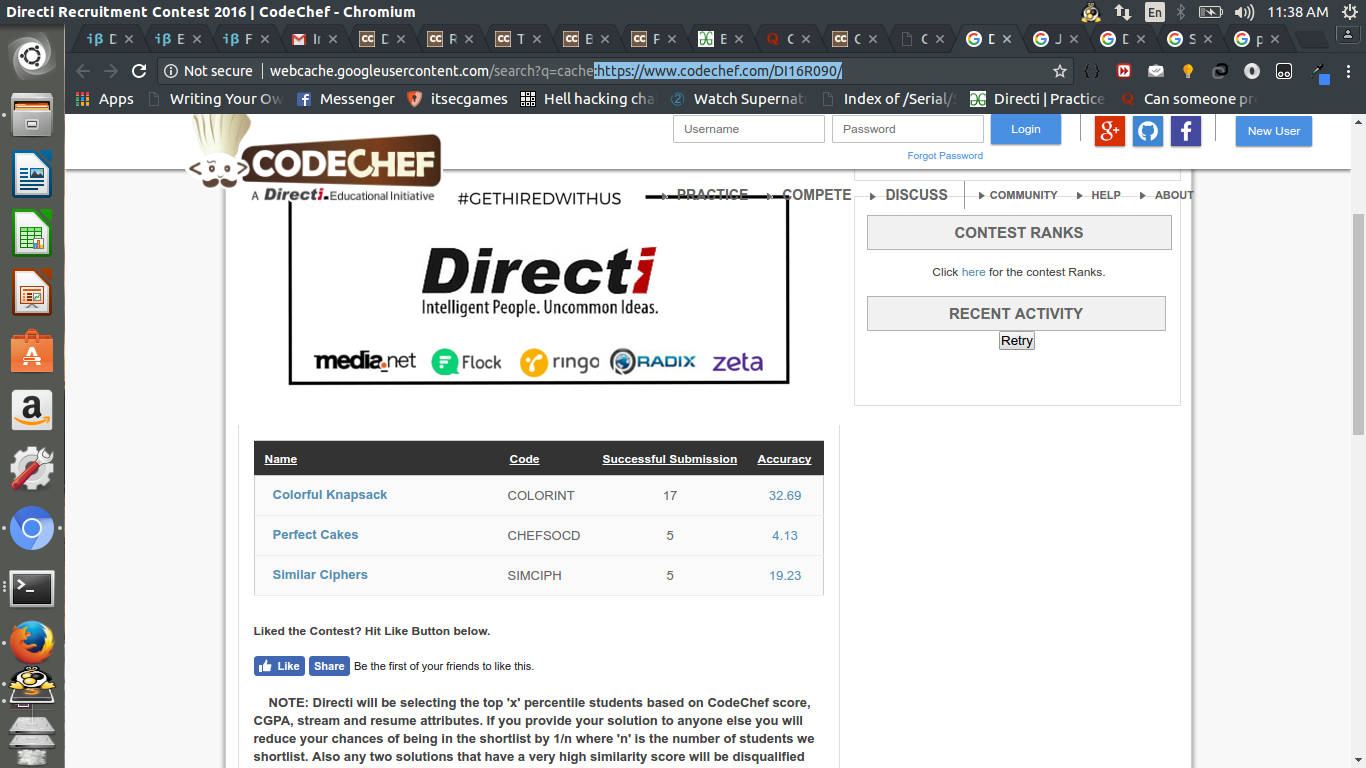 Directi Recruitment Contest 2016 | CodeChef - Chromium
En
11:38 AM
iβ D
iβ E
iβ F
CC D
CC R
CC T
CC B
CC P
E
Q C
CC C
C
G D
G J
G D
G S
G p
Not secure | webcache.googleusercontent.com/search?q=cache:https://www.codechef.com/DI16R090/
Apps
Writing Your Ow
Messenger
itsecgames
Hell hacking cha
Watch Supernat
Index of /Serial/S
Directi | Practice
Can someone pr
Username
Password
Login
New User
Forgot Password
CODECHEF
A Directi Educational Initiative
#GETHIREDWITHUS
PRACTICE
COMPETE
DISCUSS
COMMUNITY
HELP
ABOUT
Directi
Intelligent People. Uncommon Ideas.
media.net
Flock
ringo
RADIX
zeta
CONTEST RANKS
Click here for the contest Ranks.
RECENT ACTIVITY
Retry
Name Code Successful Submission Accuracy
Colorful Knapsack COLORINT 17 32.69
Perfect Cakes CHEFSOCD 5 4.13
Similar Ciphers SIMCIPH 5 19.23
Liked the Contest? Hit Like Button below.
Like Share Be the first of your friends to like this.
NOTE: Directi will be selecting the top 'x' percentile students based on CodeChef score,
CGPA, stream and resume attributes. If you provide your solution to anyone else you will
reduce your chances of being in the shortlist by 1/n where 'n' is the number of students we
shortlist. Also any two solutions that have a very high similarity score will be disqualified